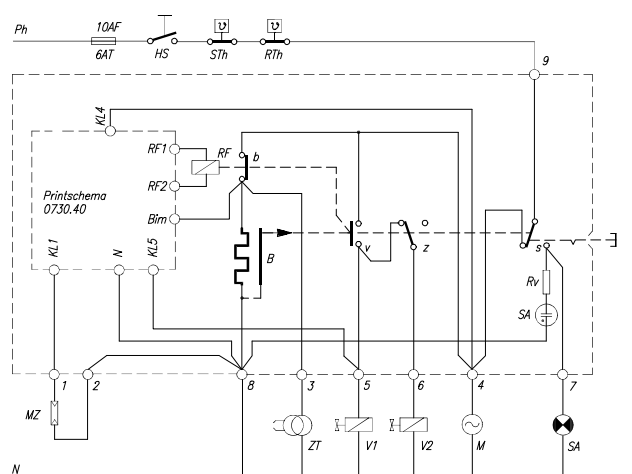 Ph
10AF
6AT
HS
STh
ϑ
RTh
ϑ
9
KL4
RF1
RF
b
RF2
Printschema
0730.40
Bim
KL1
N
KL5
B
v
z
s
Rv
SA
1
2
8
3
5
6
4
7
MZ
ZT
V1
V2
M
SA
N